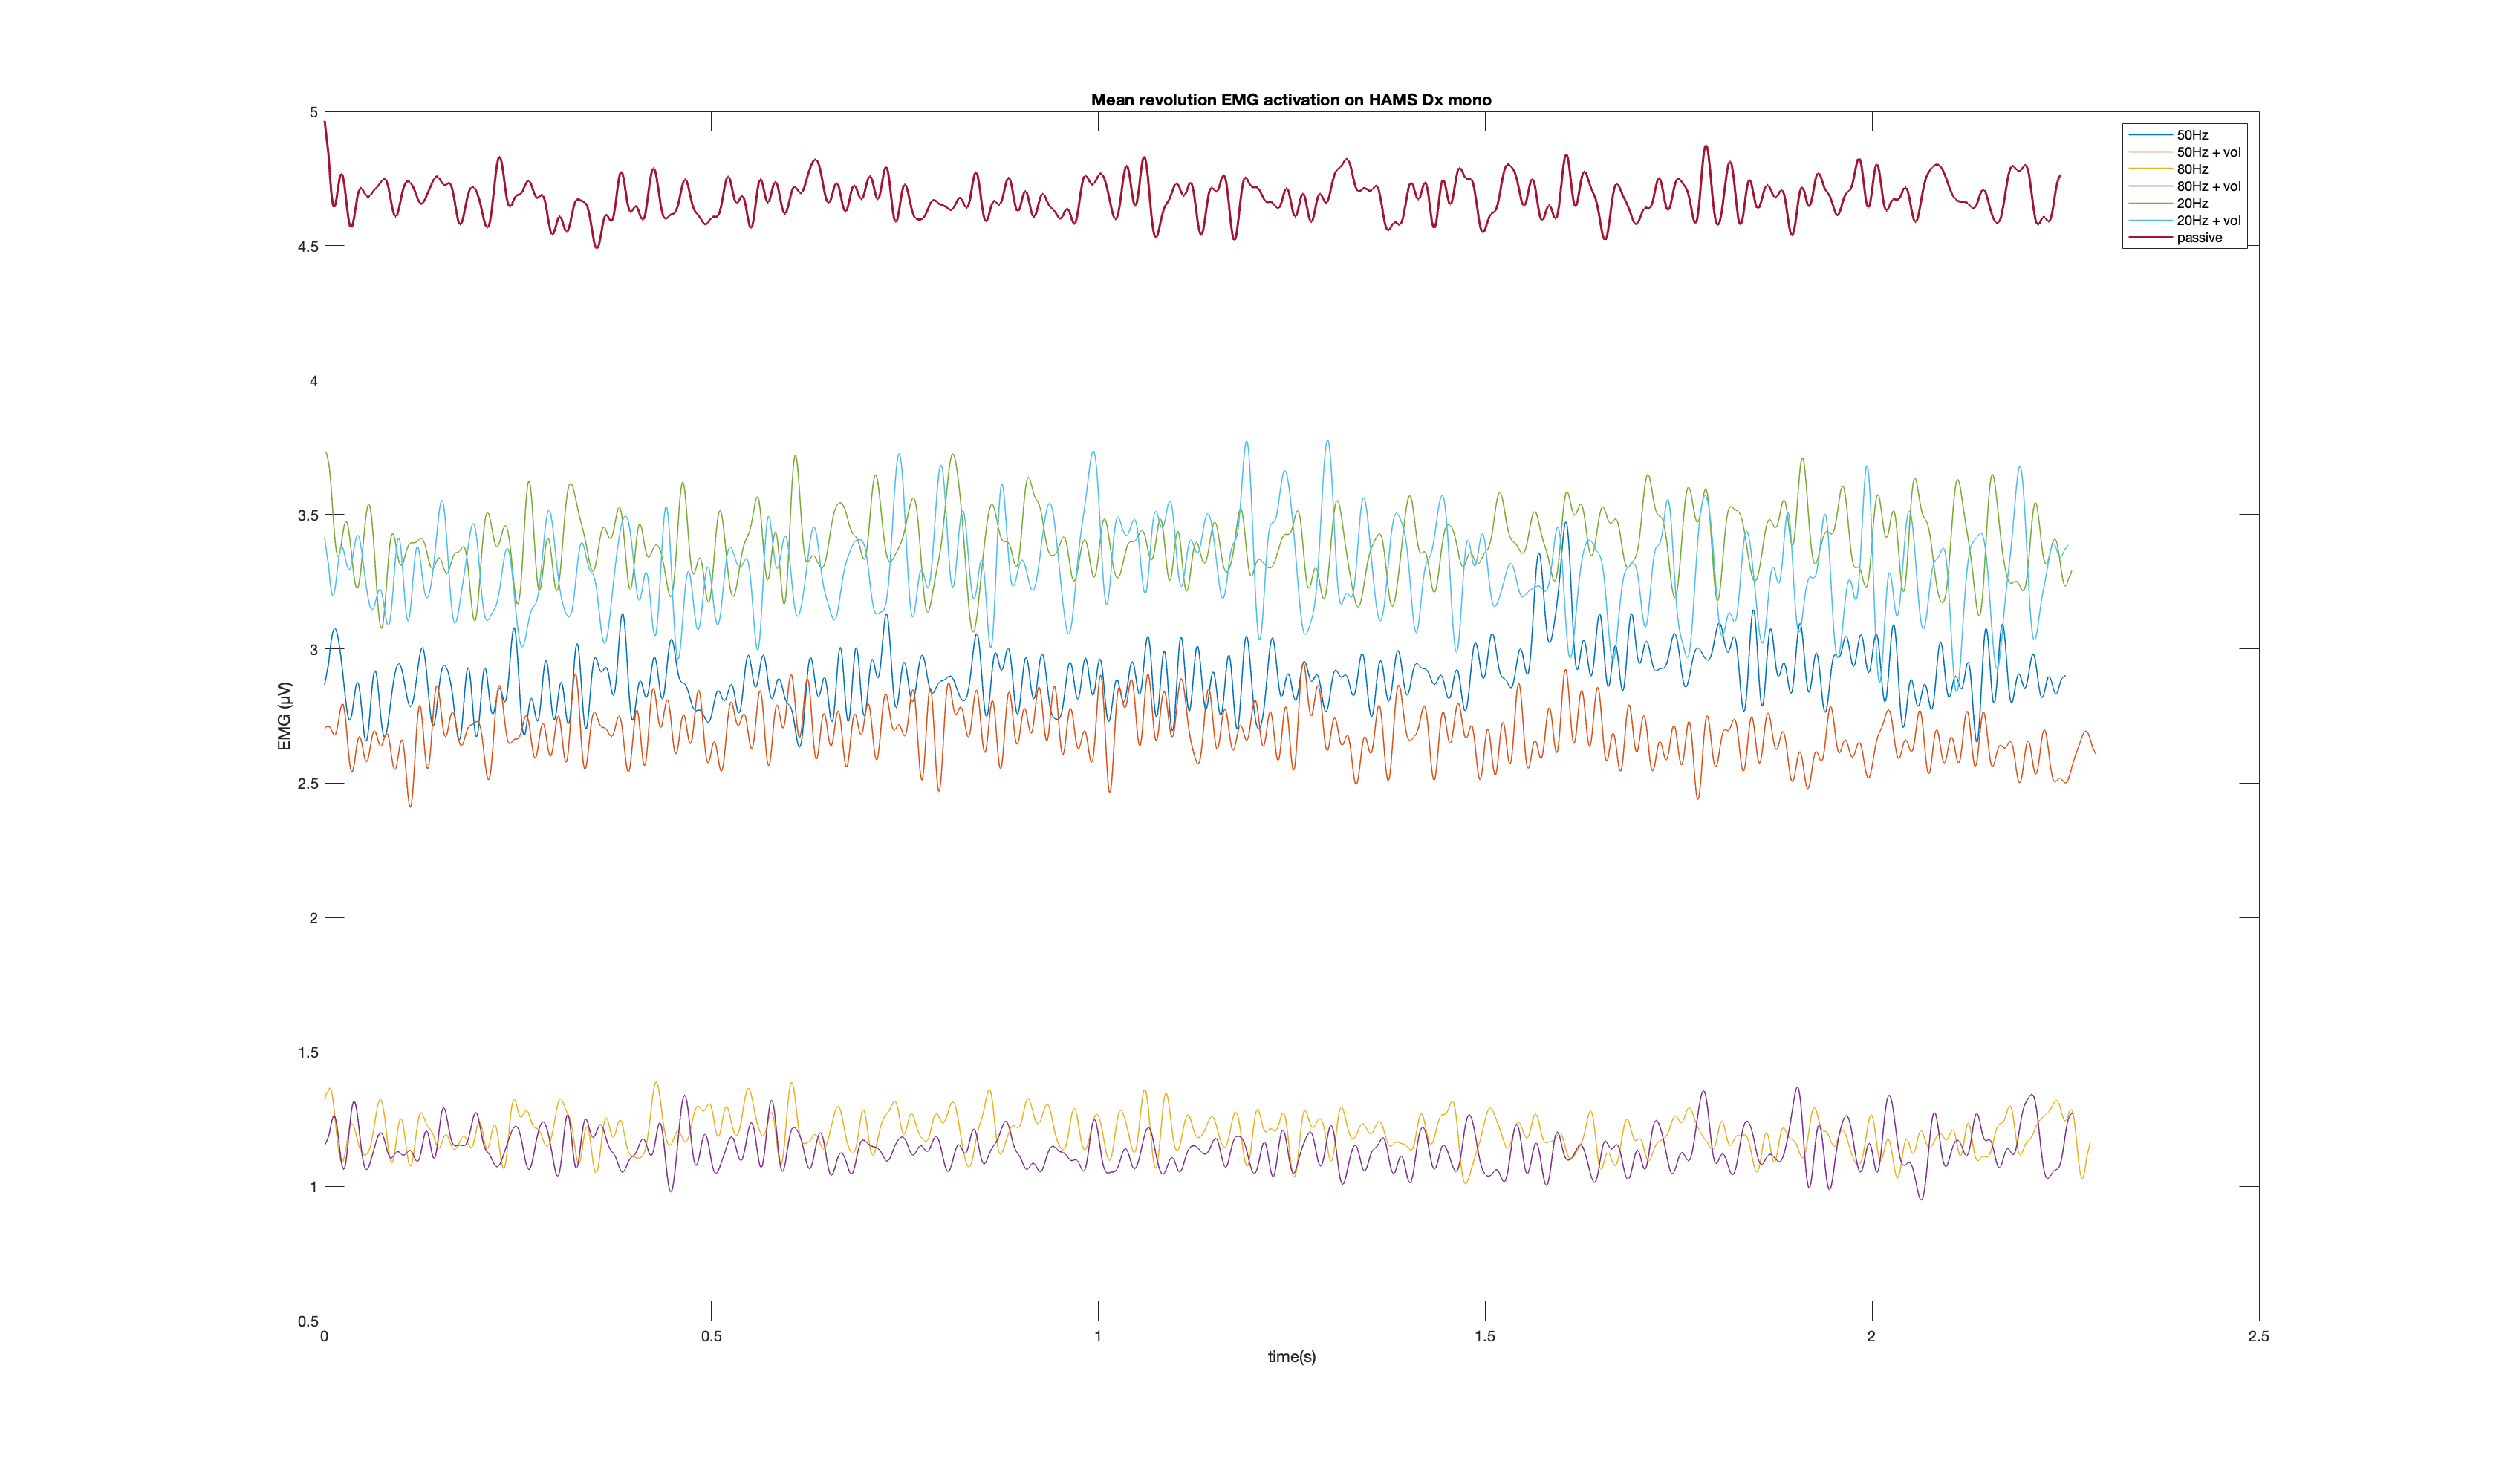 Mean revolution EMG activation on HAMS Dx mono
5
4.5
4
3.5
3
2.5
2
1.5
1
0.5
EMG (µV)
50Hz
50Hz + vol
80Hz
80Hz + vol
20Hz
20Hz + vol
passive
0
0.5
1
1.5
2
2.5
time(s)